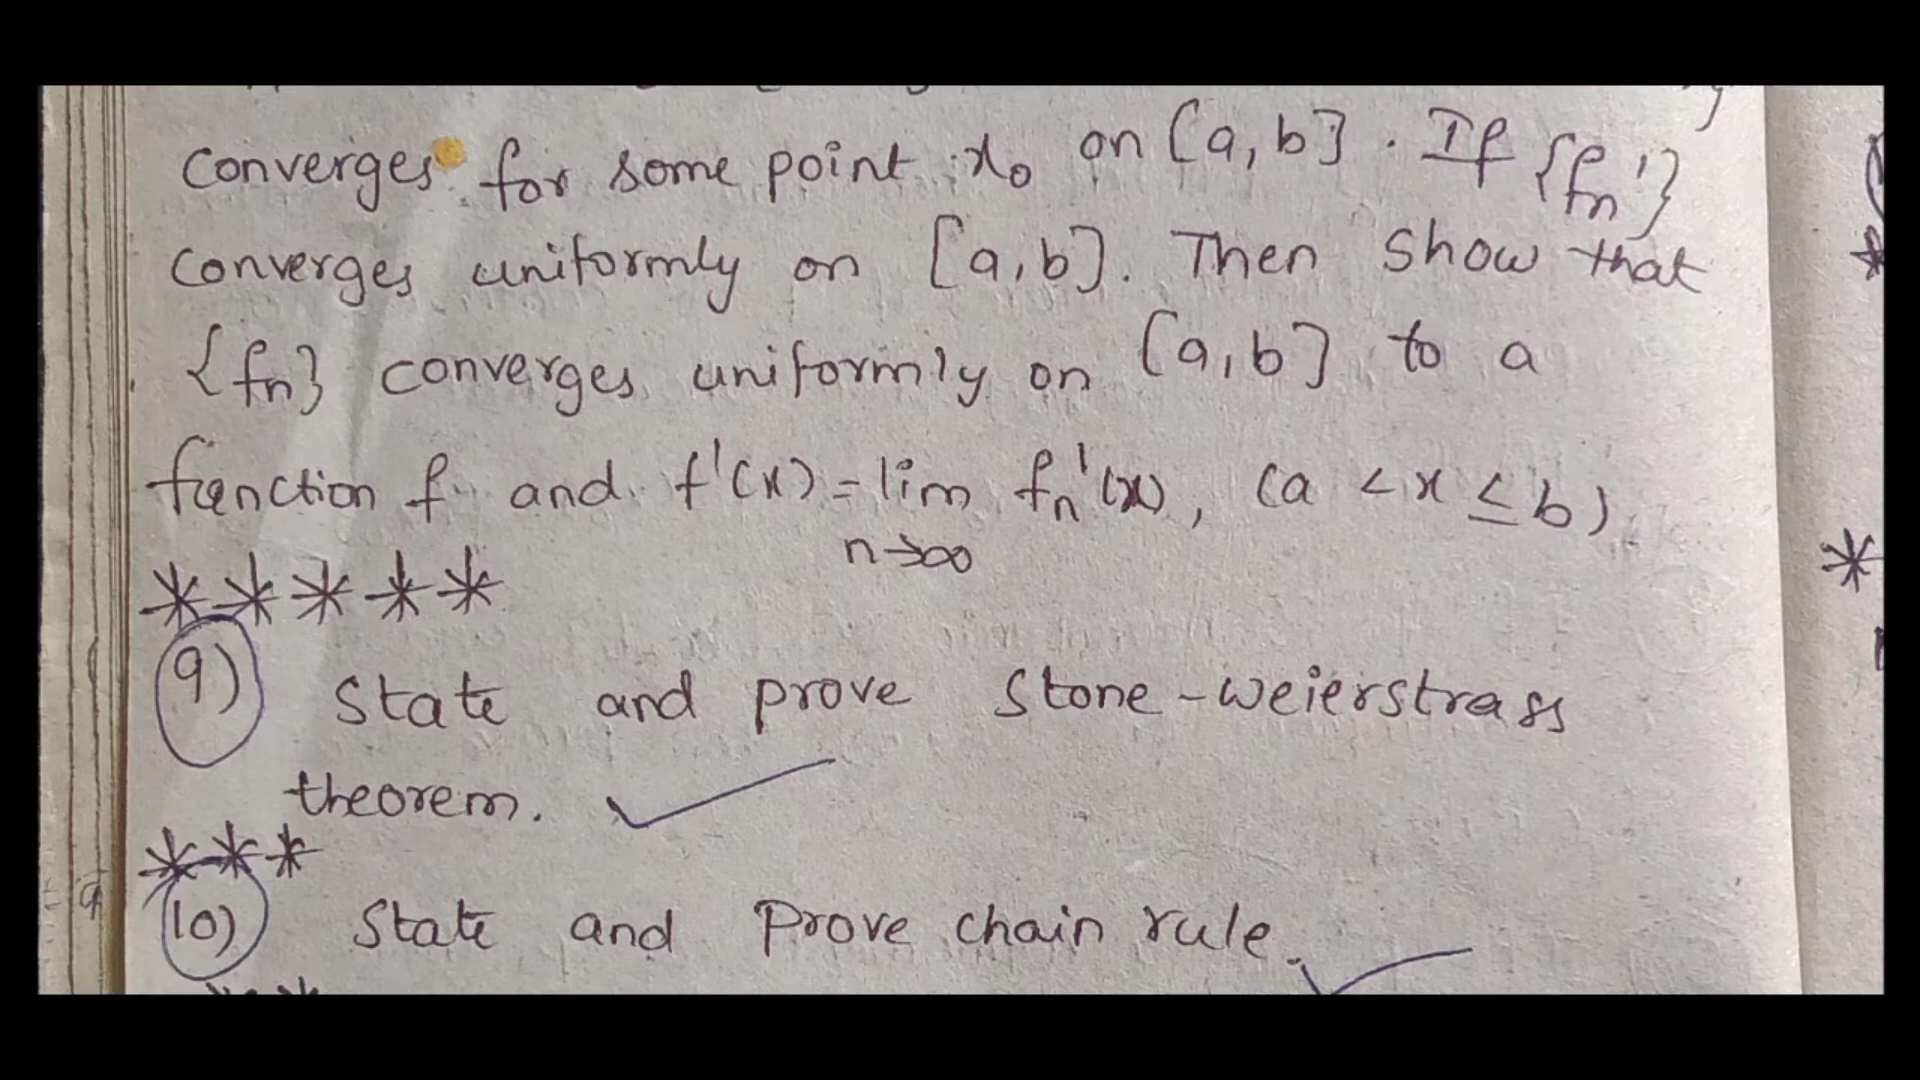 converges for some point x₀ on [a, b]. If {fn'}
converges uniformly on [a, b]. Then show that
{fn} converges uniformly on [a, b] to a
function f and f'(x) = lim fn'(x), (a < x ≤ b)
n→∞
*****
9) State and prove Stone-weierstrass
theorem.
***
10) State and Prove chain rule.